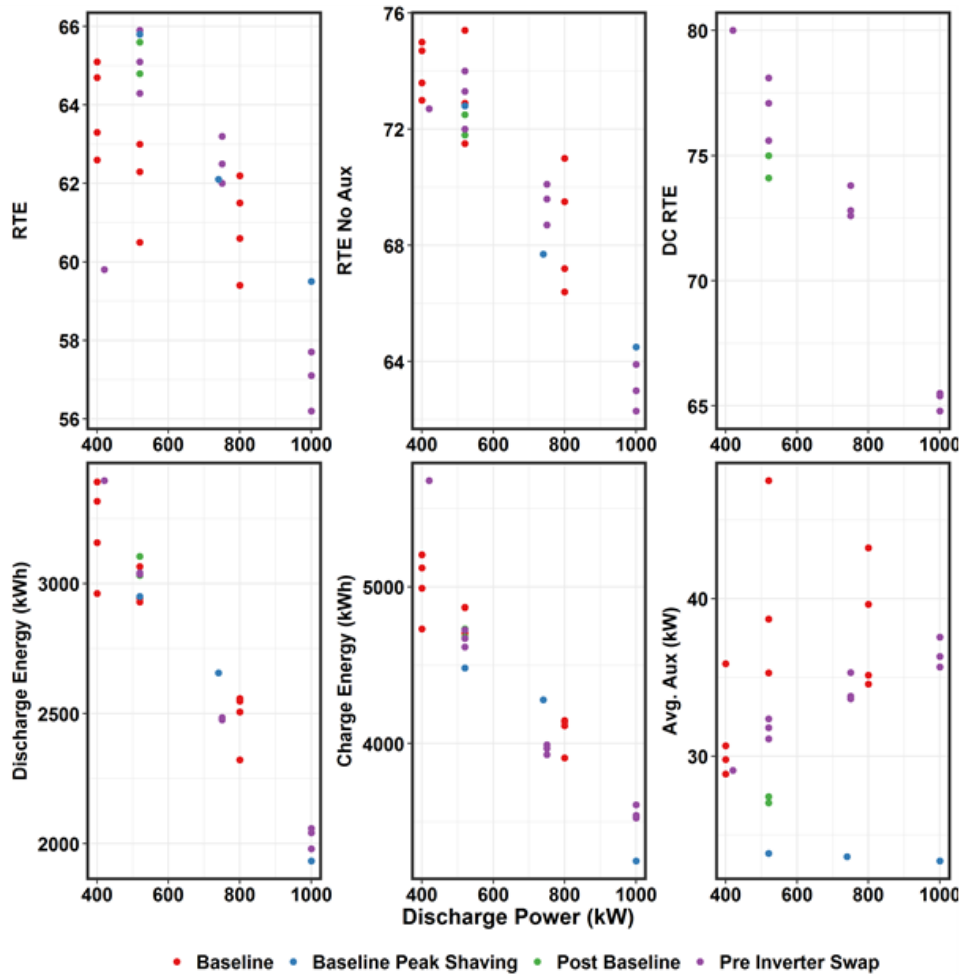 RTE
66
64
62
60
58
56
400 600 800 1000
RTE No Aux
76
72
68
64
400 600 800 1000
DC RTE
80
75
70
65
400 600 800 1000
Discharge Energy (kWh)
3000
2500
2000
400 600 800 1000
Charge Energy (kWh)
5000
4000
400 600 800 1000
Avg. Aux (kW)
40
30
400 600 800 1000
Discharge Power (kW)
Baseline Baseline Peak Shaving Post Baseline Pre Inverter Swap